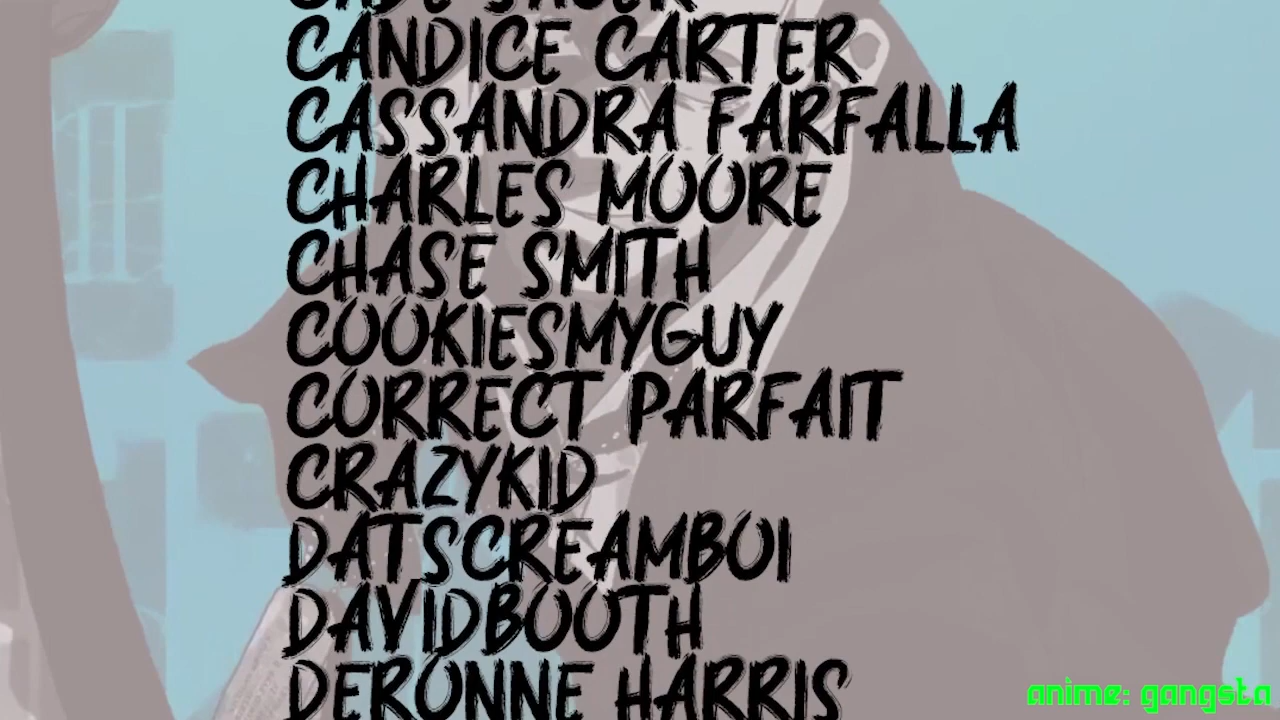 CANDICE CARTER
CASSANDRA FARFALLA
CHARLES MOORE
CHASE SMITH
COOKIESMYGUY
CORRECT PARFAIT
CRAZYKID
DATSCREAMBOI
DAVIDBOOTH
DERONNE HARRIS
anime: gangsta